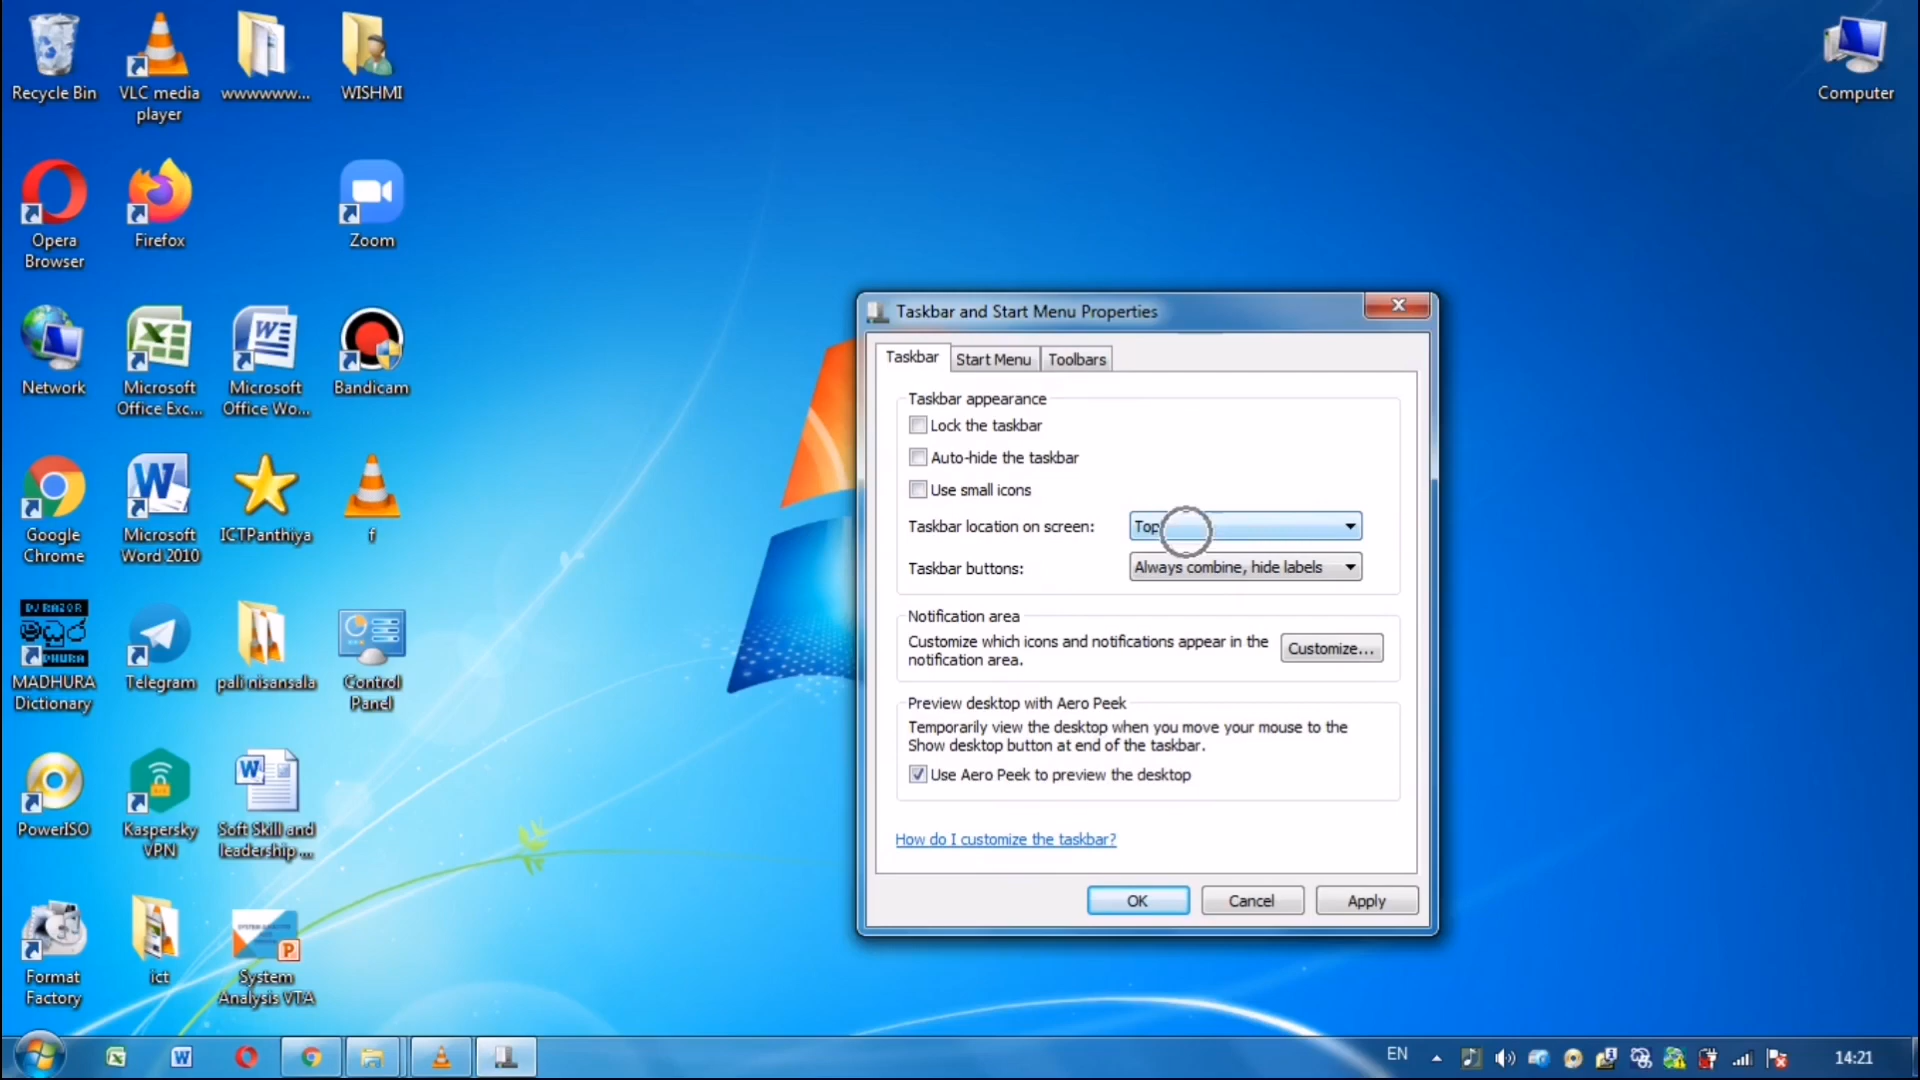 Recycle Bin
VLC media
player
wwwwww...
WISHMI
Computer
Opera
Browser
Firefox
Zoom
Network
Microsoft
Office Exc...
Microsoft
Office Wo...
Bandicam
Google
Chrome
Microsoft
Word 2010
ICTPanthiya
f
DJ RAZOR
මධුර
MADHURA
Dictionary
Telegram
pali nisansala
Control
Panel
PowerISO
Kaspersky
VPN
Soft Skill and
leadership ...
Format
Factory
ict
System
Analysis VTA
Taskbar and Start Menu Properties
Taskbar
Start Menu
Toolbars
Taskbar appearance
Lock the taskbar
Auto-hide the taskbar
Use small icons
Taskbar location on screen:
Top
Taskbar buttons:
Always combine, hide labels
Notification area
Customize which icons and notifications appear in the
notification area.
Customize...
Preview desktop with Aero Peek
Temporarily view the desktop when you move your mouse to the
Show desktop button at end of the taskbar.
Use Aero Peek to preview the desktop
How do I customize the taskbar?
OK
Cancel
Apply
EN
14:21